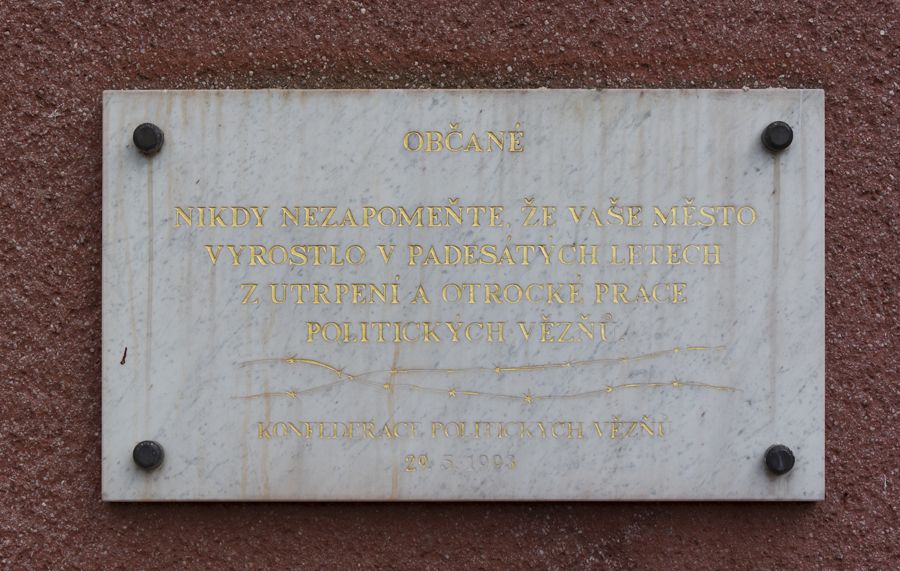 OBČANÉ
NIKDY NEZAPOMEŇTE, ŽE VAŠE MĚSTO
VYROSTLO V PADESÁTÝCH LETECH
Z UTRPENÍ A OTROCKÉ PRÁCE
POLITICKÝCH VĚZŇŮ.
KONFEDERACE POLITICKÝCH VĚZŇŮ
29. 5. 1993